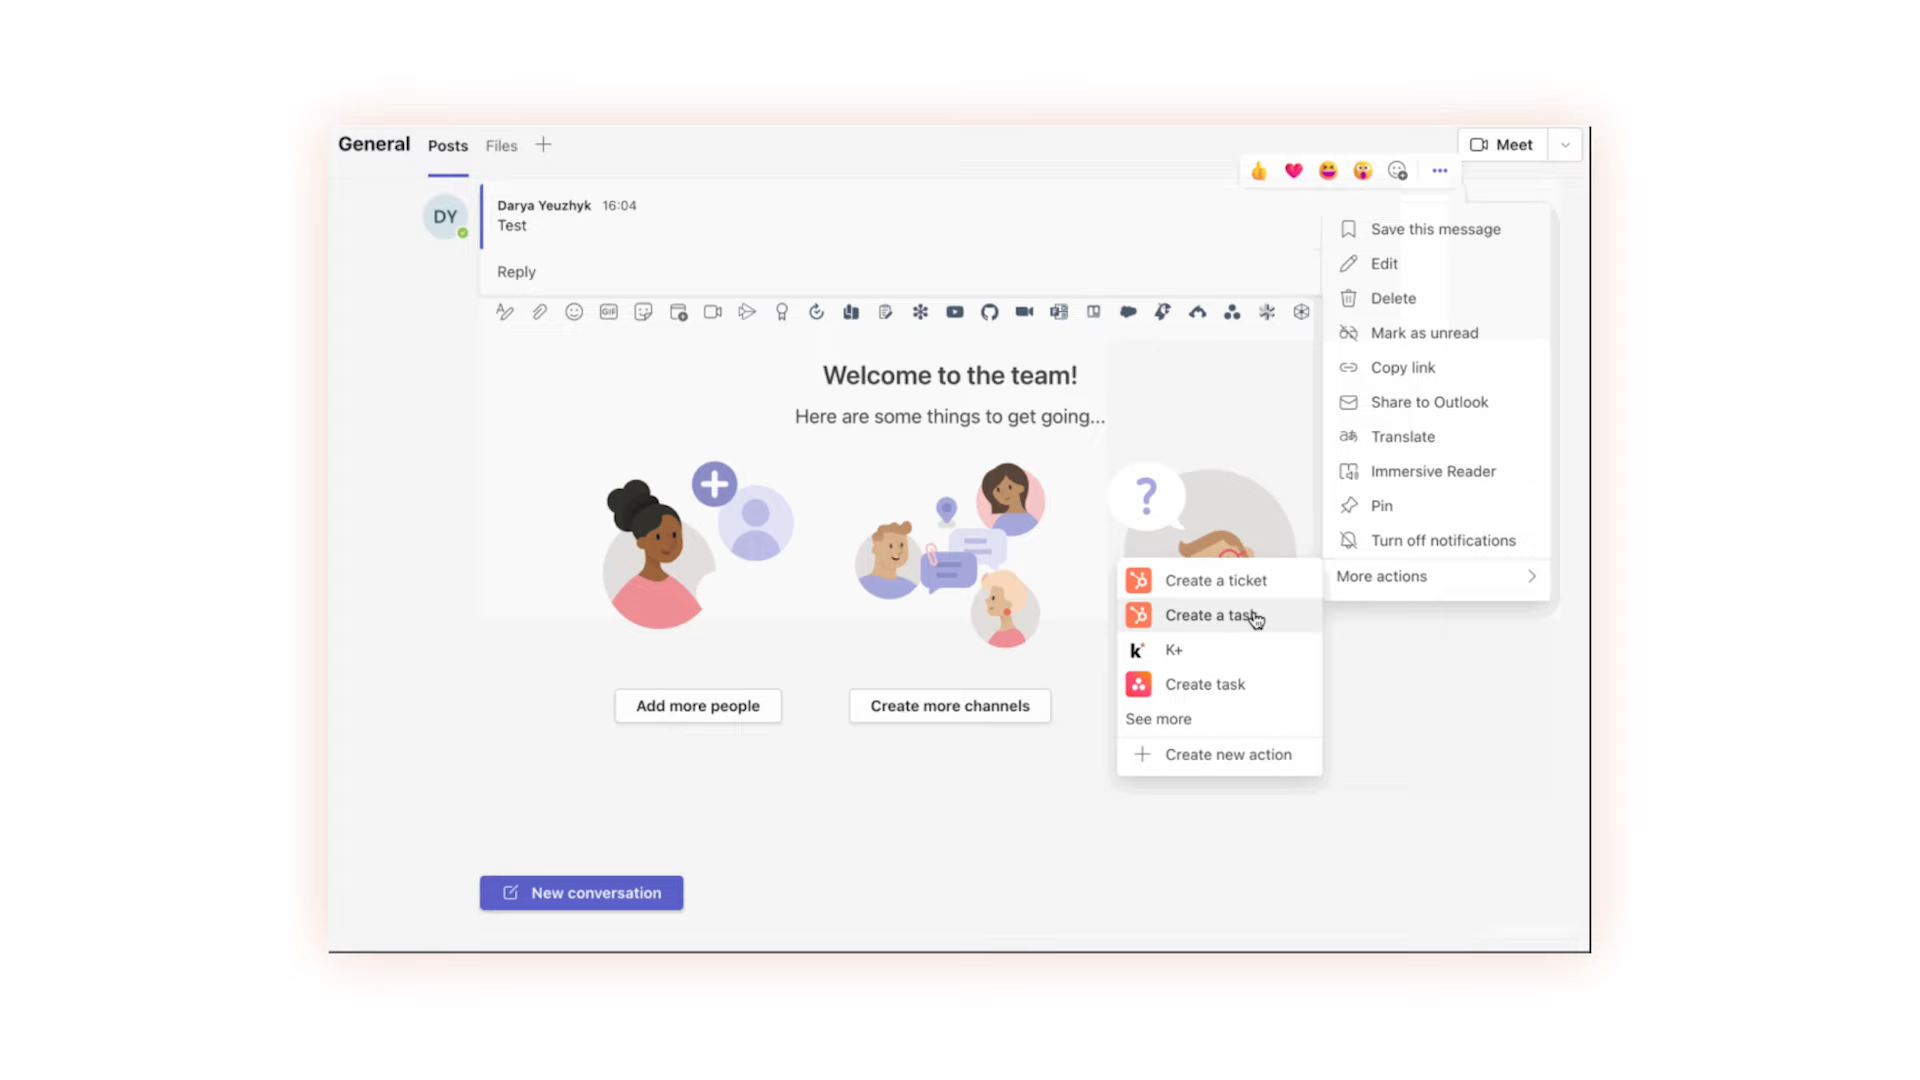 General Posts Files
Meet
Darya Yeuzhyk 16:04
Test
Reply
GIF
Welcome to the team!
Here are some things to get going...
?
Add more people
Create more channels
New conversation
Save this message
Edit
Delete
Mark as unread
Copy link
Share to Outlook
Translate
Immersive Reader
Pin
Turn off notifications
More actions
Create a ticket
Create a task
K+
Create task
See more
Create new action
DY